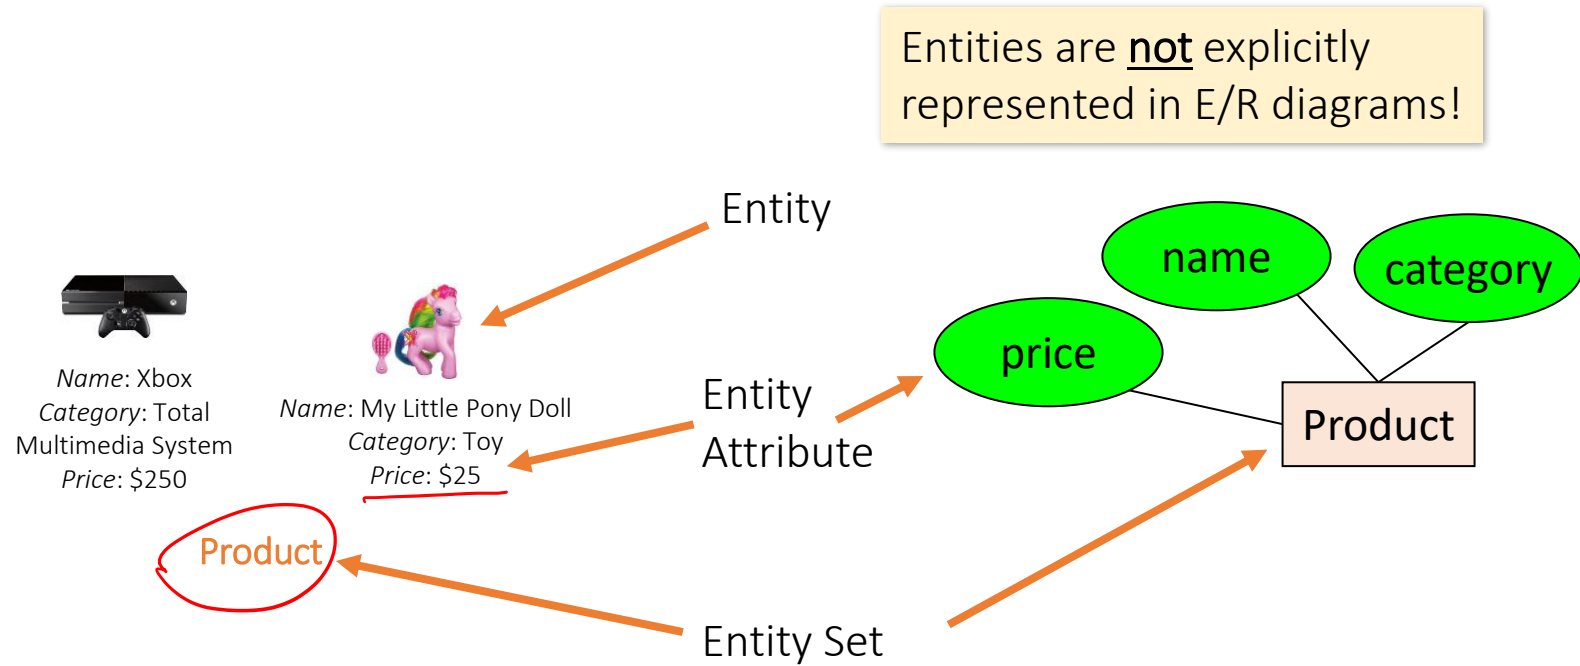 Entities are not explicitly
represented in E/R diagrams!
Entity
name
category
price
Name: Xbox
Category: Total
Multimedia System
Price: $250
Name: My Little Pony Doll
Category: Toy
Price: $25
Entity
Attribute
Product
Product
Entity Set